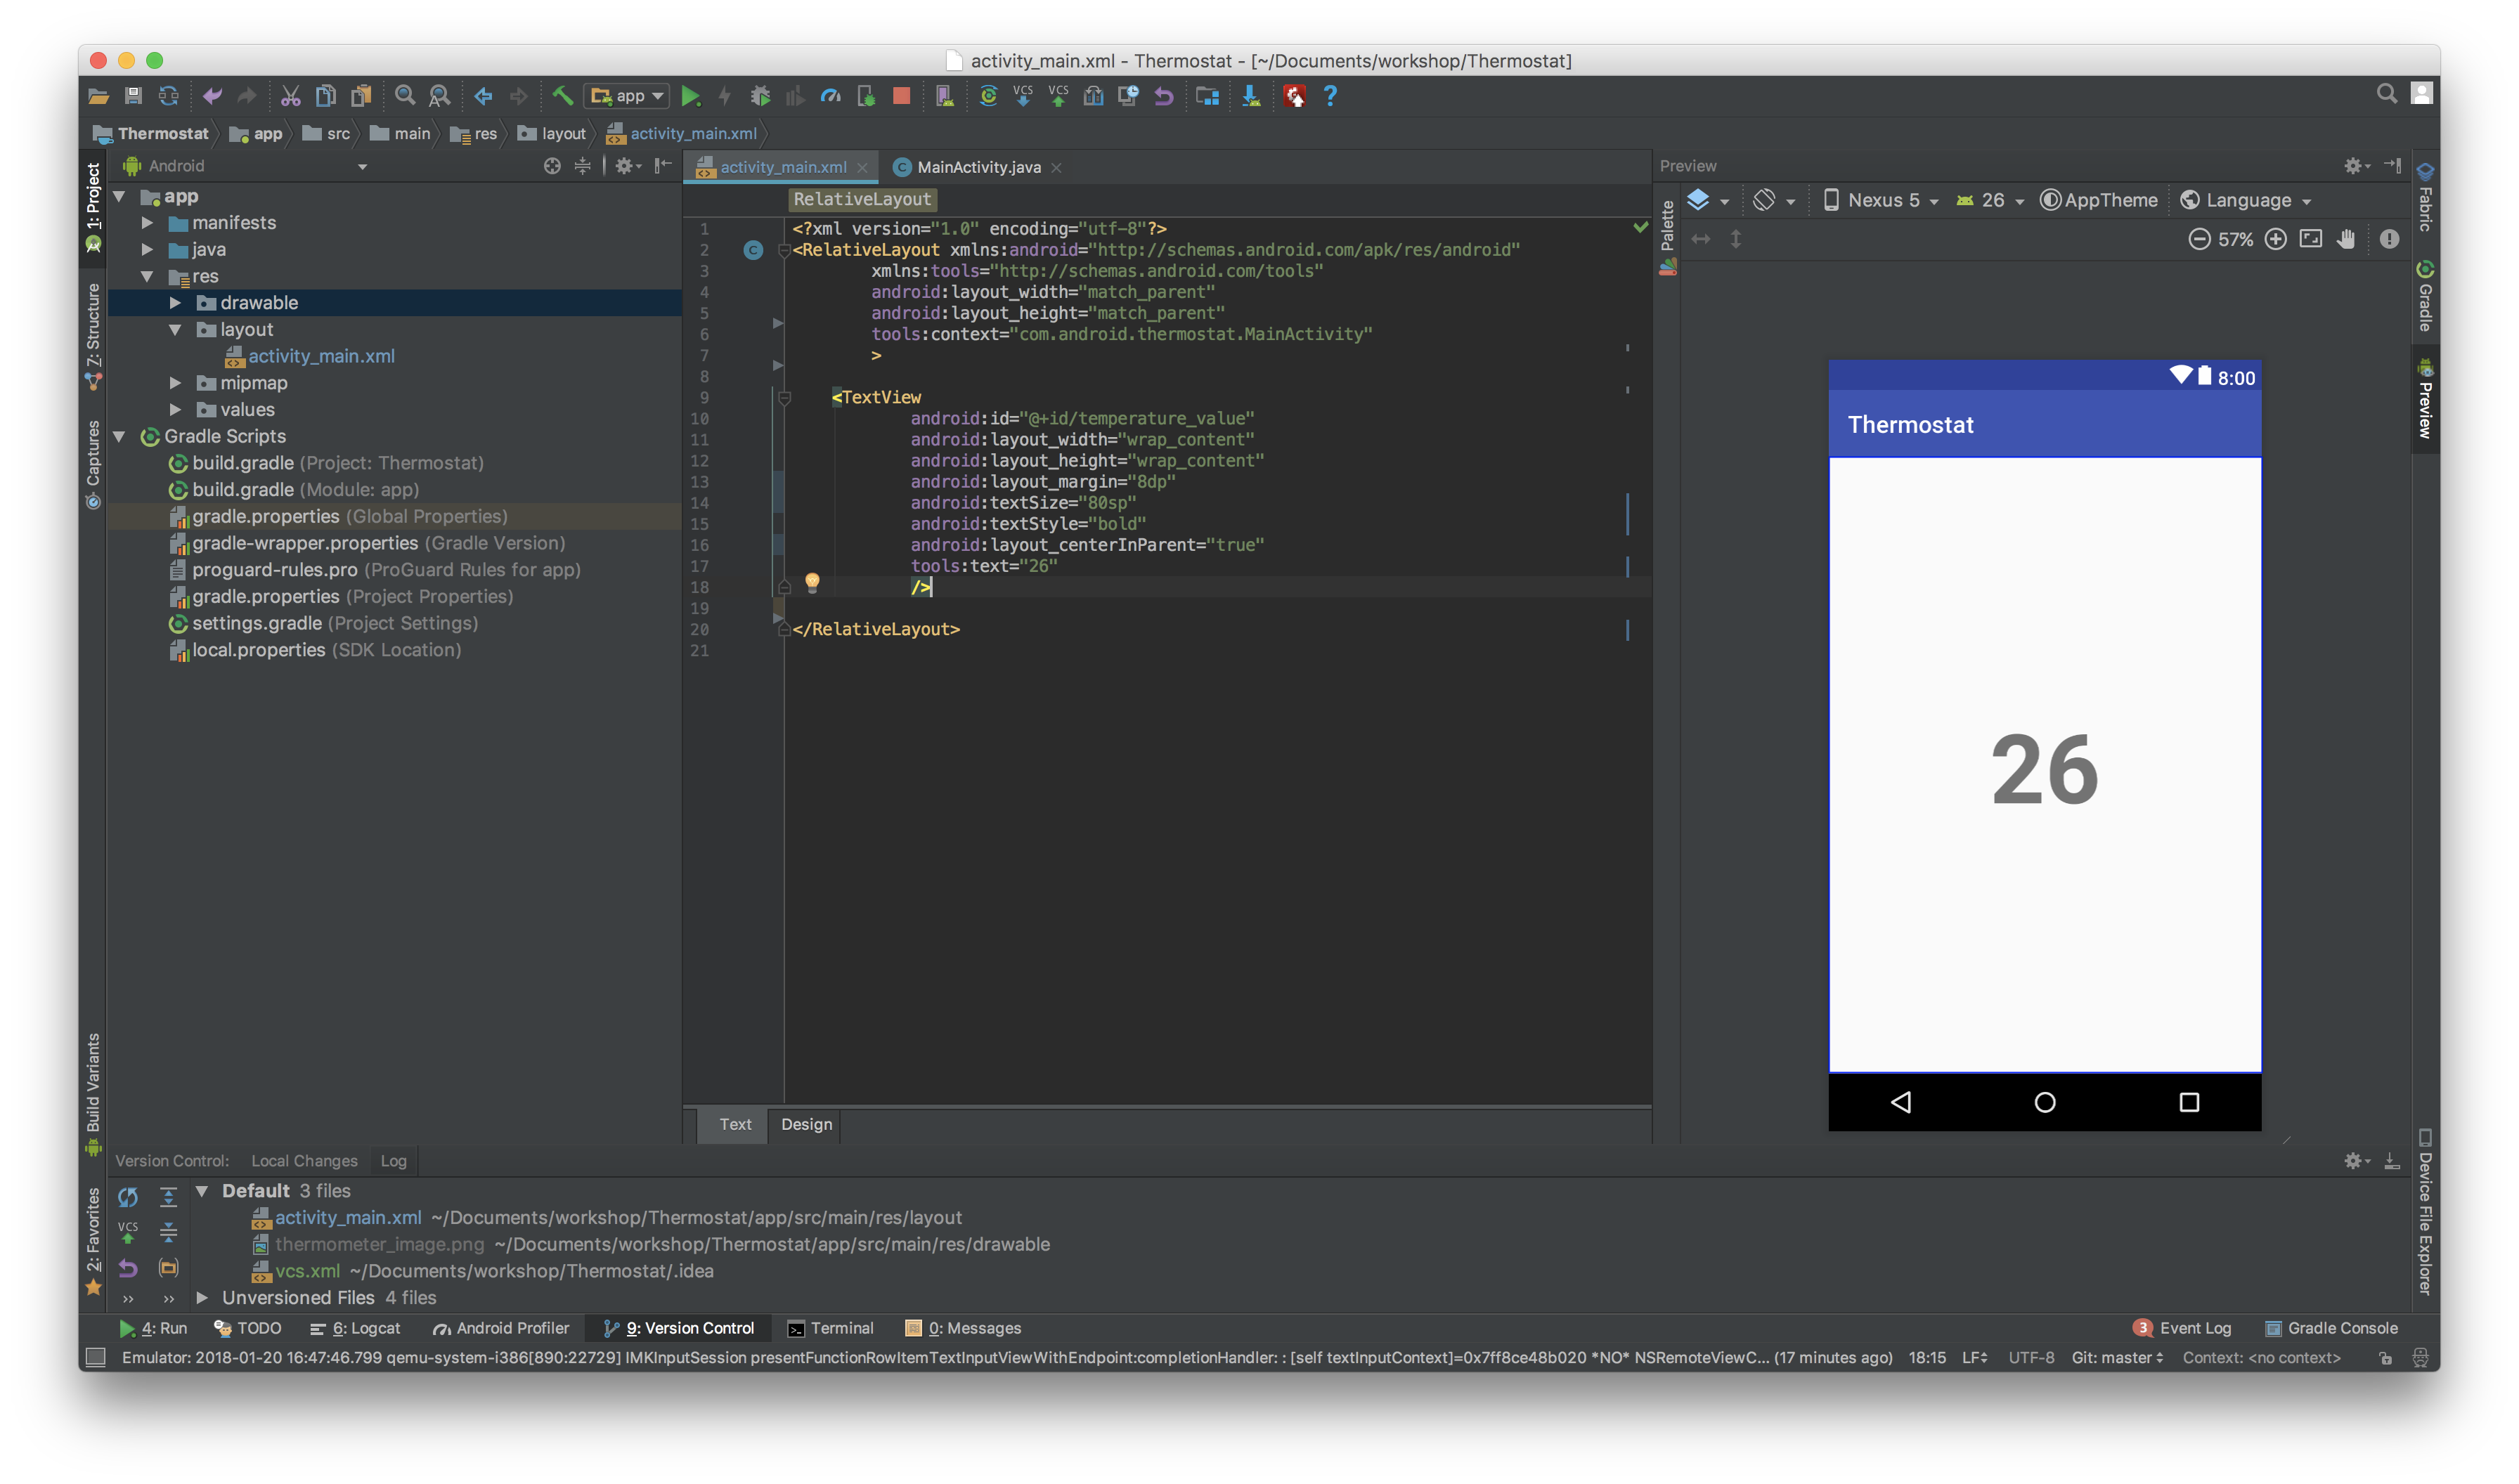 activity_main.xml - Thermostat - [~/Documents/workshop/Thermostat]
app
VCS VCS
Thermostat app src main res layout activity_main.xml
1: Project
Z: Structure
Captures
Build Variants
2: Favorites
Android
app
manifests
java
res
drawable
layout
activity_main.xml
mipmap
values
Gradle Scripts
build.gradle (Project: Thermostat)
build.gradle (Module: app)
gradle.properties (Global Properties)
gradle-wrapper.properties (Gradle Version)
proguard-rules.pro (ProGuard Rules for app)
gradle.properties (Project Properties)
settings.gradle (Project Settings)
local.properties (SDK Location)
activity_main.xml MainActivity.java
RelativeLayout
1 <?xml version="1.0" encoding="utf-8"?>
2 <RelativeLayout xmlns:android="http://schemas.android.com/apk/res/android"
3 xmlns:tools="http://schemas.android.com/tools"
4 android:layout_width="match_parent"
5 android:layout_height="match_parent"
6 tools:context="com.android.thermostat.MainActivity"
7 >
8
9 <TextView
10 android:id="@+id/temperature_value"
11 android:layout_width="wrap_content"
12 android:layout_height="wrap_content"
13 android:layout_margin="8dp"
14 android:textSize="80sp"
15 android:textStyle="bold"
16 android:layout_centerInParent="true"
17 tools:text="26"
18 />
19
20 </RelativeLayout>
21
Text Design
Preview
Palette
Nexus 5 26 AppTheme Language
57%
8:00
Thermostat
26
Fabric
Gradle
Preview
Device File Explorer
Version Control: Local Changes Log
Default 3 files
activity_main.xml ~/Documents/workshop/Thermostat/app/src/main/res/layout
thermometer_image.png ~/Documents/workshop/Thermostat/app/src/main/res/drawable
vcs.xml ~/Documents/workshop/Thermostat/.idea
Unversioned Files 4 files
VCS
4: Run TODO 6: Logcat Android Profiler 9: Version Control Terminal 0: Messages 3 Event Log Gradle Console
Emulator: 2018-01-20 16:47:46.799 qemu-system-i386[890:22729] IMKInputSession presentFunctionRowItemTextInputViewWithEndpoint:completionHandler: : [self textInputContext]=0x7ff8ce48b020 *NO* NSRemoteViewC... (17 minutes ago) 18:15 LF UTF-8 Git: master Context: <no context>